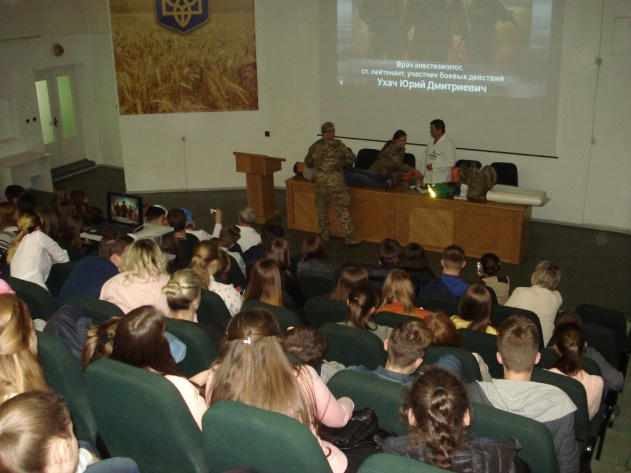 Врач анестезиолог,
ст. лейтенант, участник боевых действий
Ухач Юрий Дмитриевич